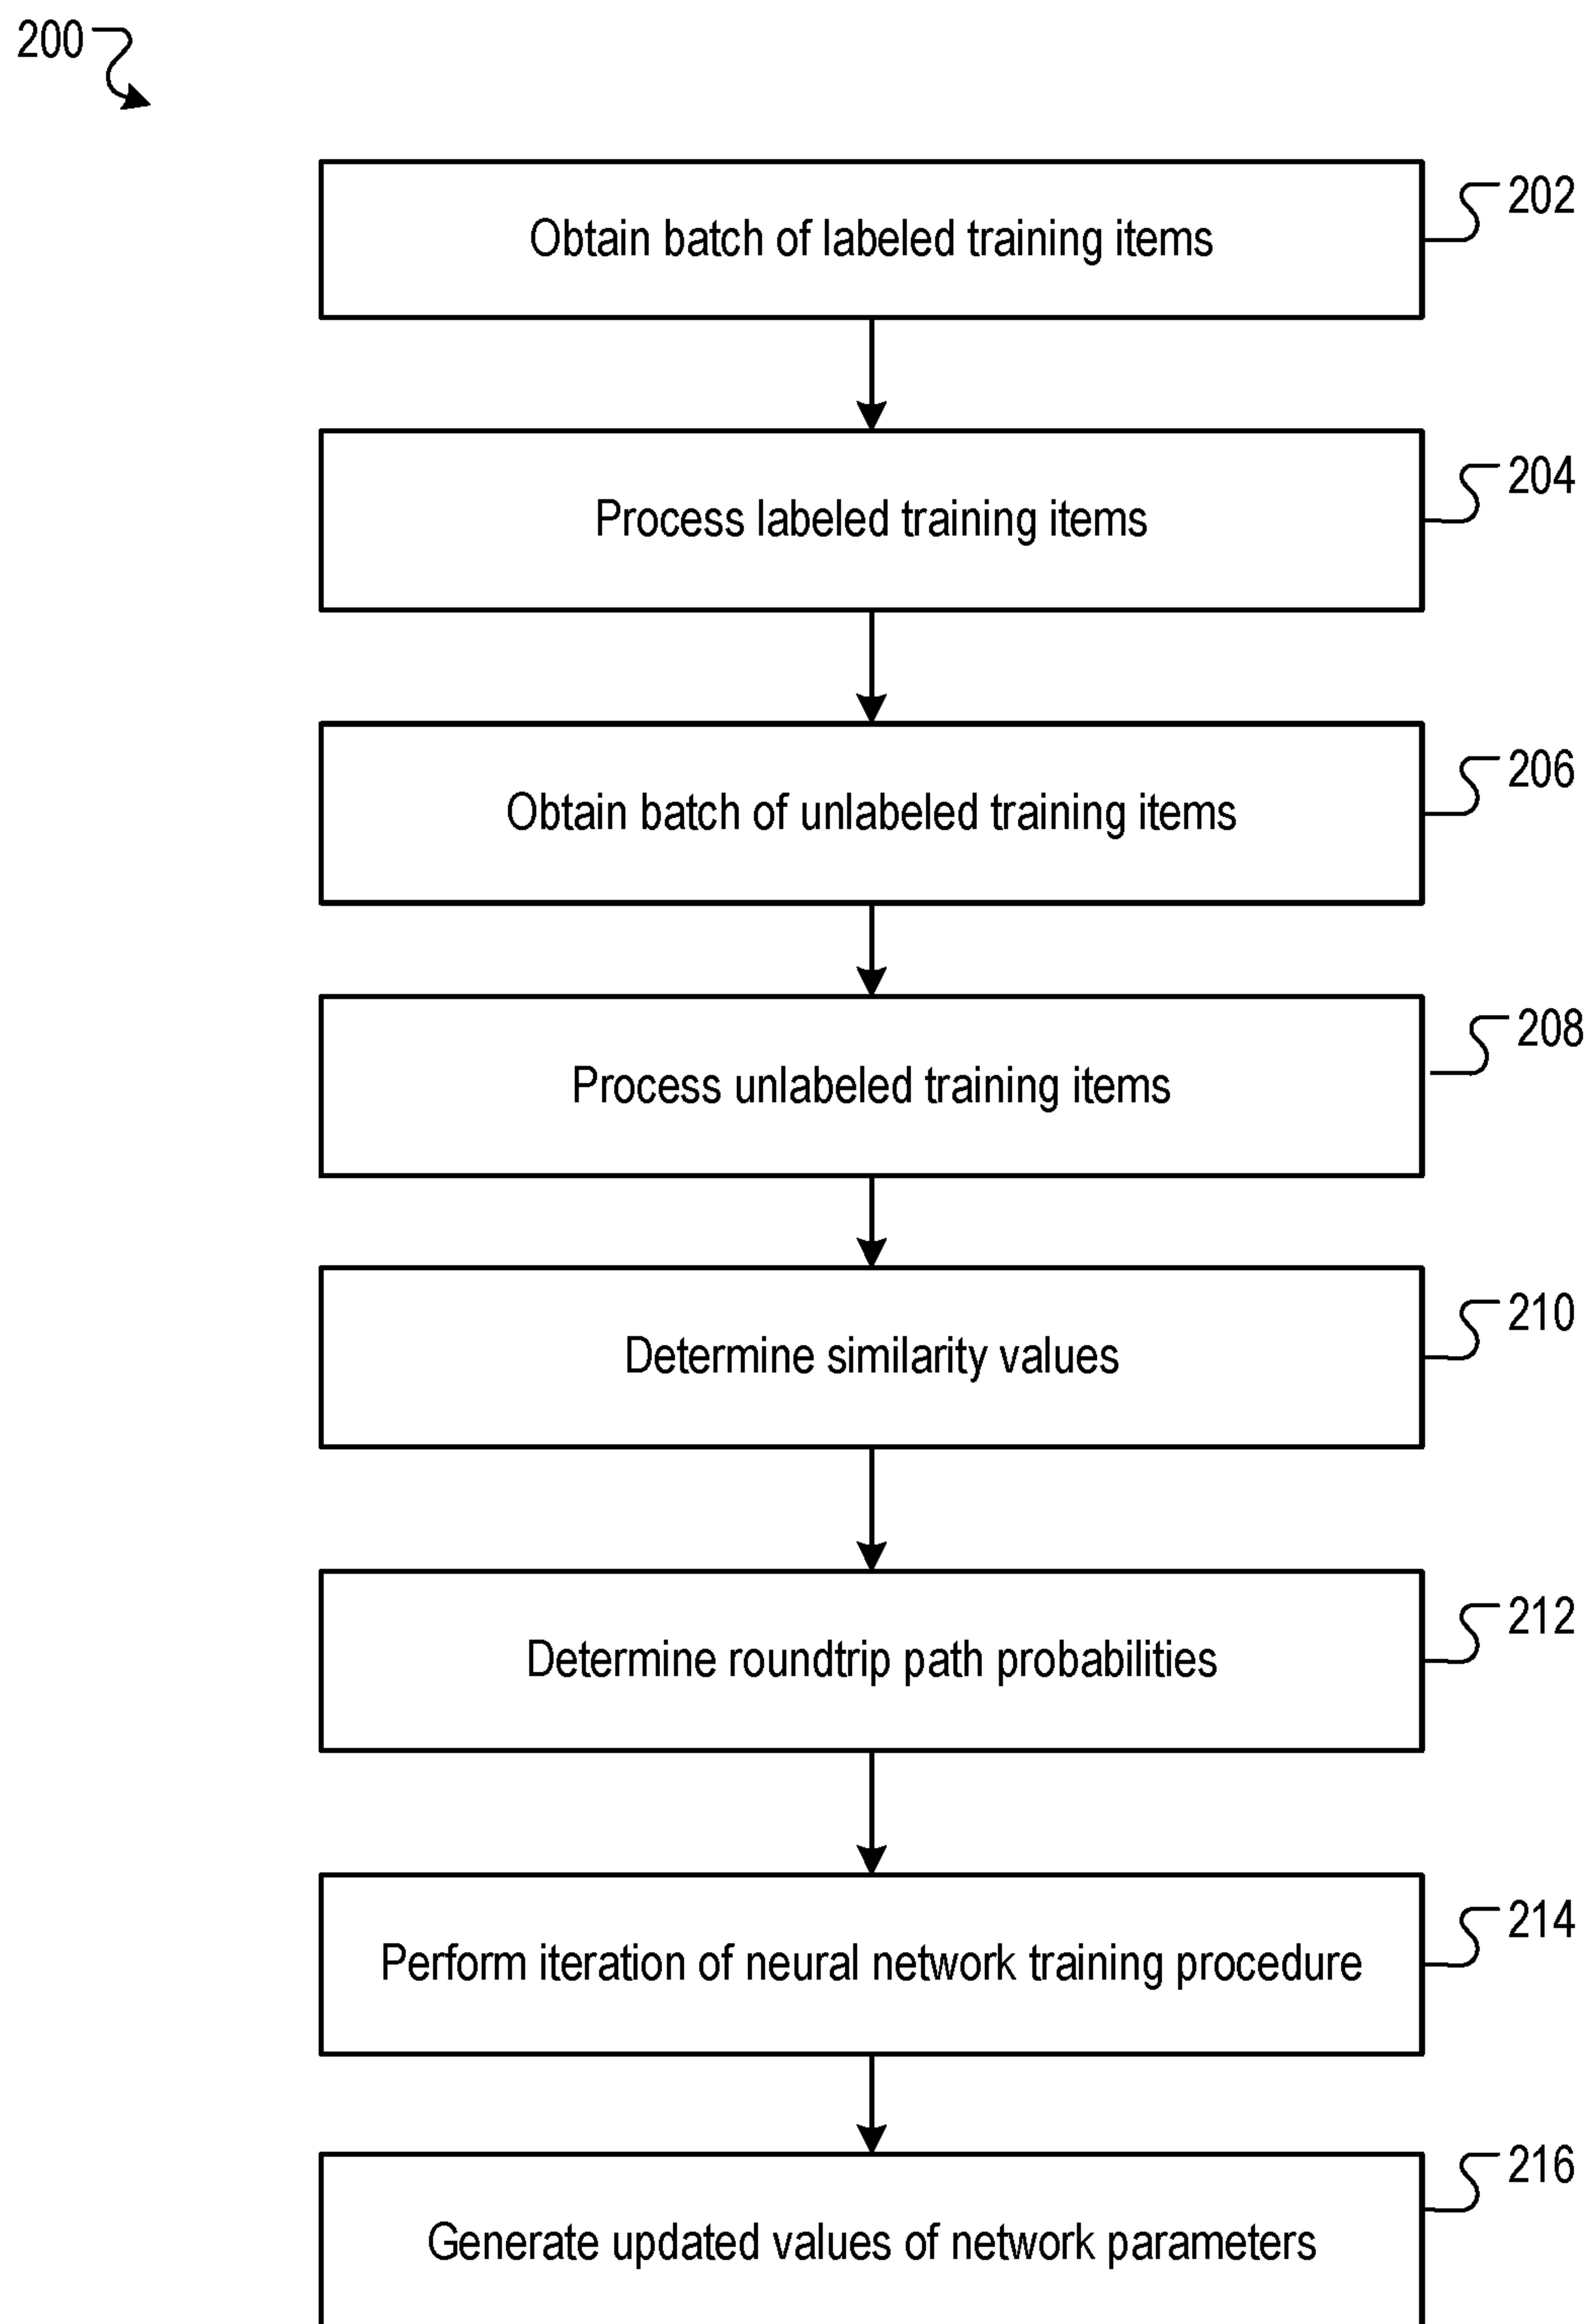 200
Obtain batch of labeled training items
202
Process labeled training items
204
Obtain batch of unlabeled training items
206
Process unlabeled training items
208
Determine similarity values
210
Determine roundtrip path probabilities
212
Perform iteration of neural network training procedure
214
Generate updated values of network parameters
216